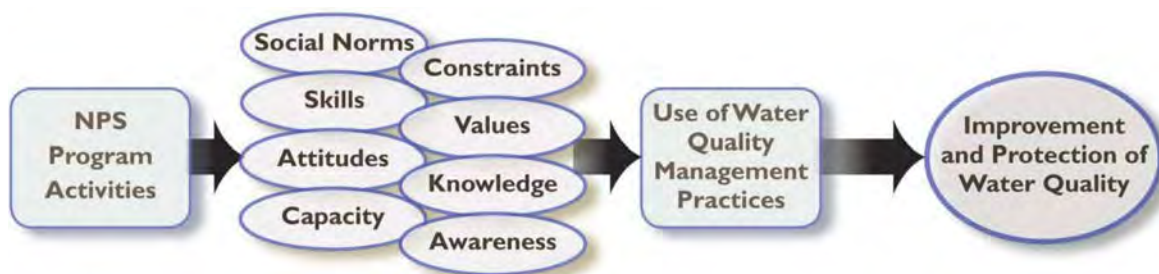 NPS
Program
Activities
Social Norms
Skills
Attitudes
Capacity
Constraints
Values
Knowledge
Awareness
Use of Water
Quality
Management
Practices
Improvement
and Protection of
Water Quality